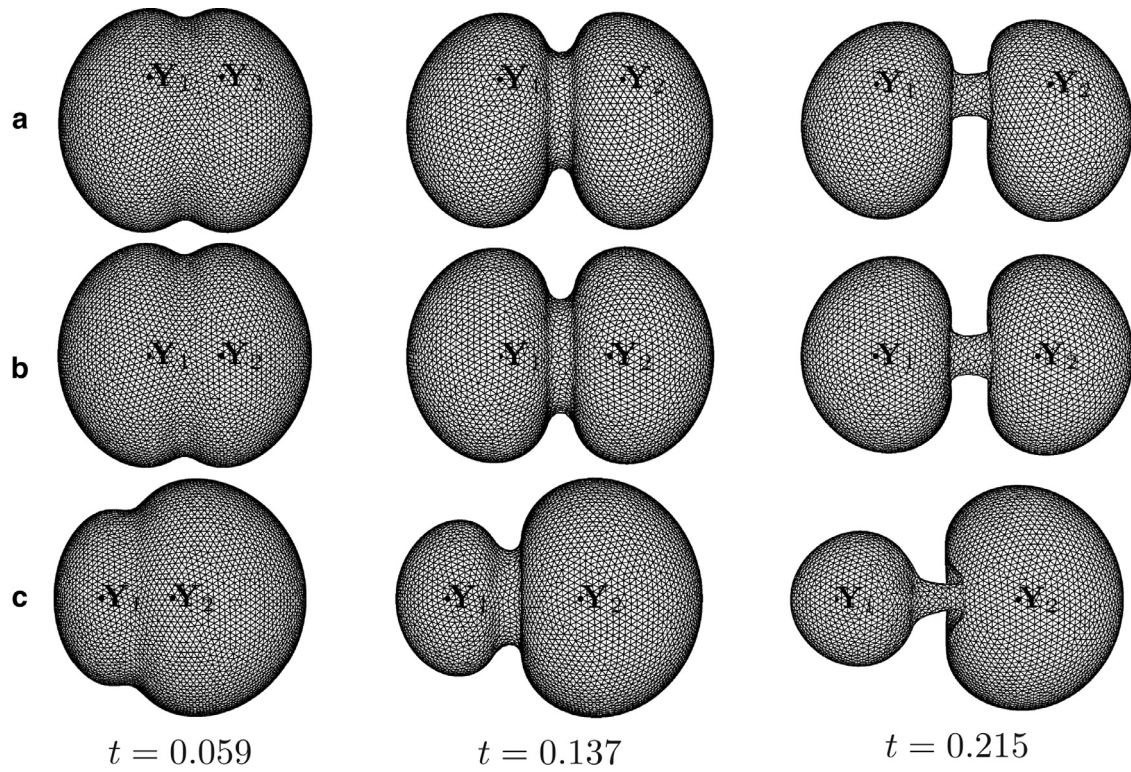 a
Y₁ Y₂
Y₁ Y₂
Y₁ Y₂
b
Y₁ Y₂
Y₁ Y₂
Y₁ Y₂
c
Y₁ Y₂
Y₁ Y₂
Y₁ Y₂
t = 0.059
t = 0.137
t = 0.215